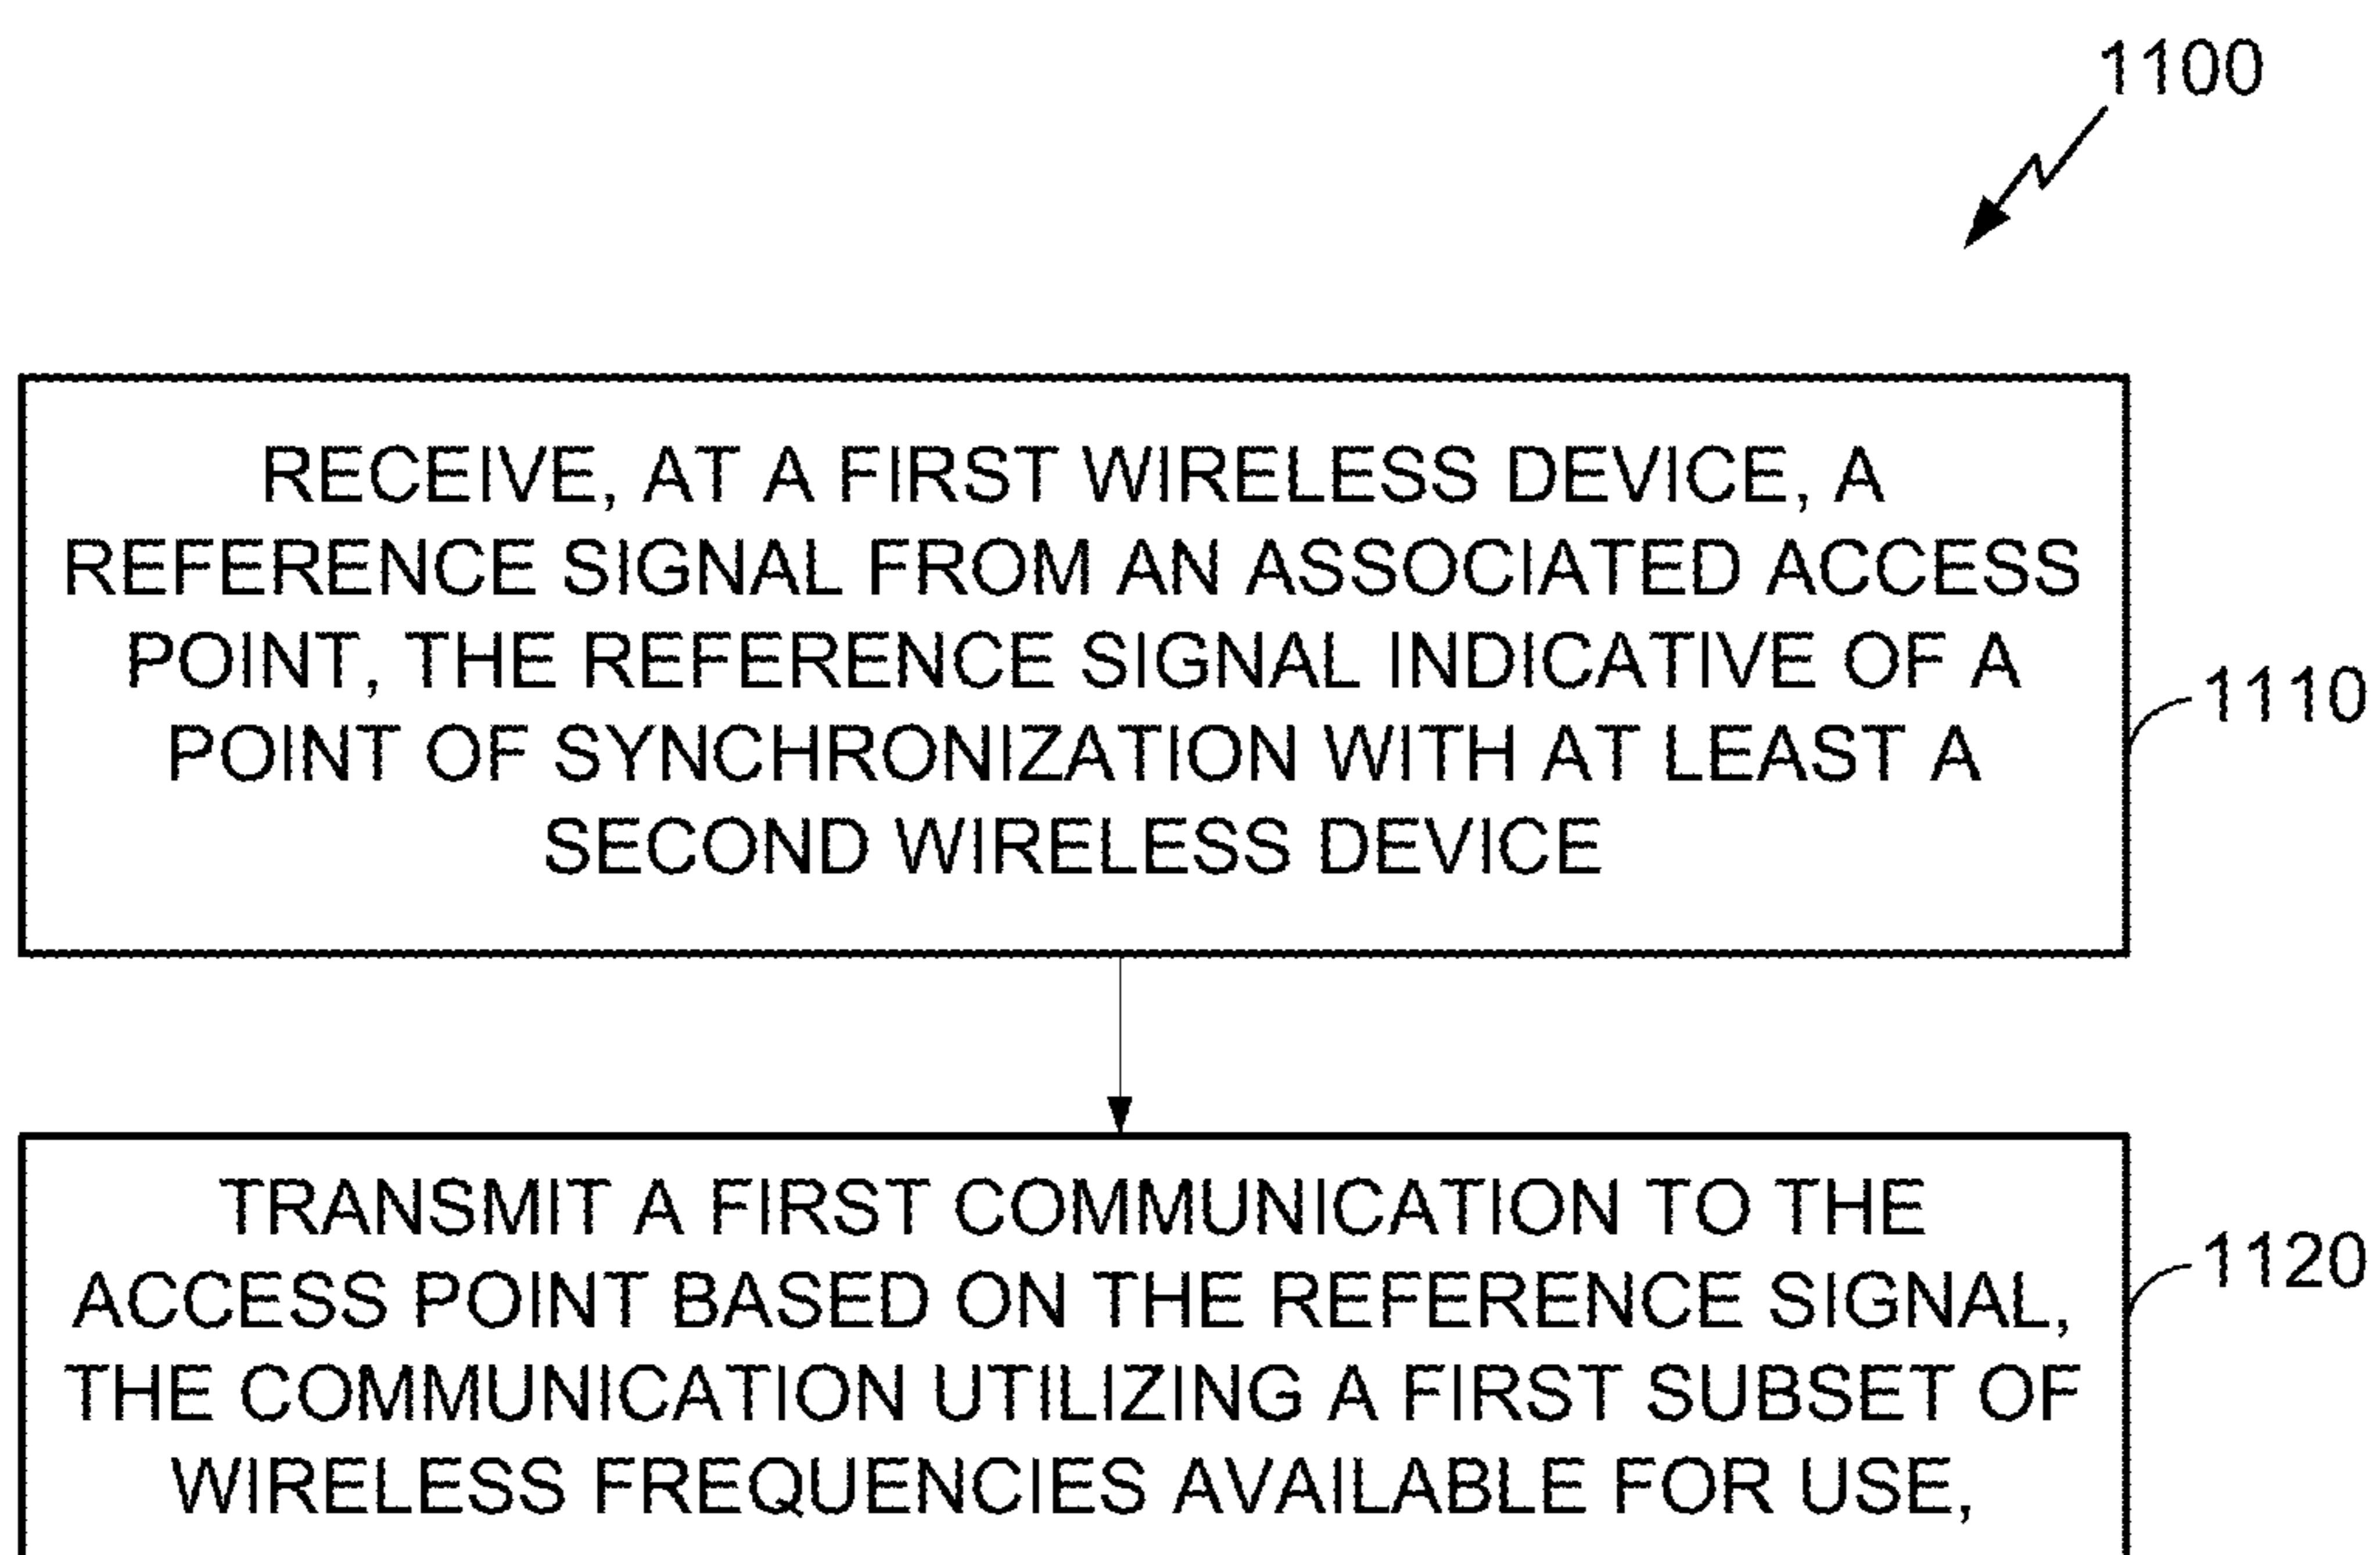 1100
RECEIVE, AT A FIRST WIRELESS DEVICE, A
REFERENCE SIGNAL FROM AN ASSOCIATED ACCESS
POINT, THE REFERENCE SIGNAL INDICATIVE OF A
POINT OF SYNCHRONIZATION WITH AT LEAST A
SECOND WIRELESS DEVICE
1110
TRANSMIT A FIRST COMMUNICATION TO THE
ACCESS POINT BASED ON THE REFERENCE SIGNAL,
THE COMMUNICATION UTILIZING A FIRST SUBSET OF
WIRELESS FREQUENCIES AVAILABLE FOR USE,
1120